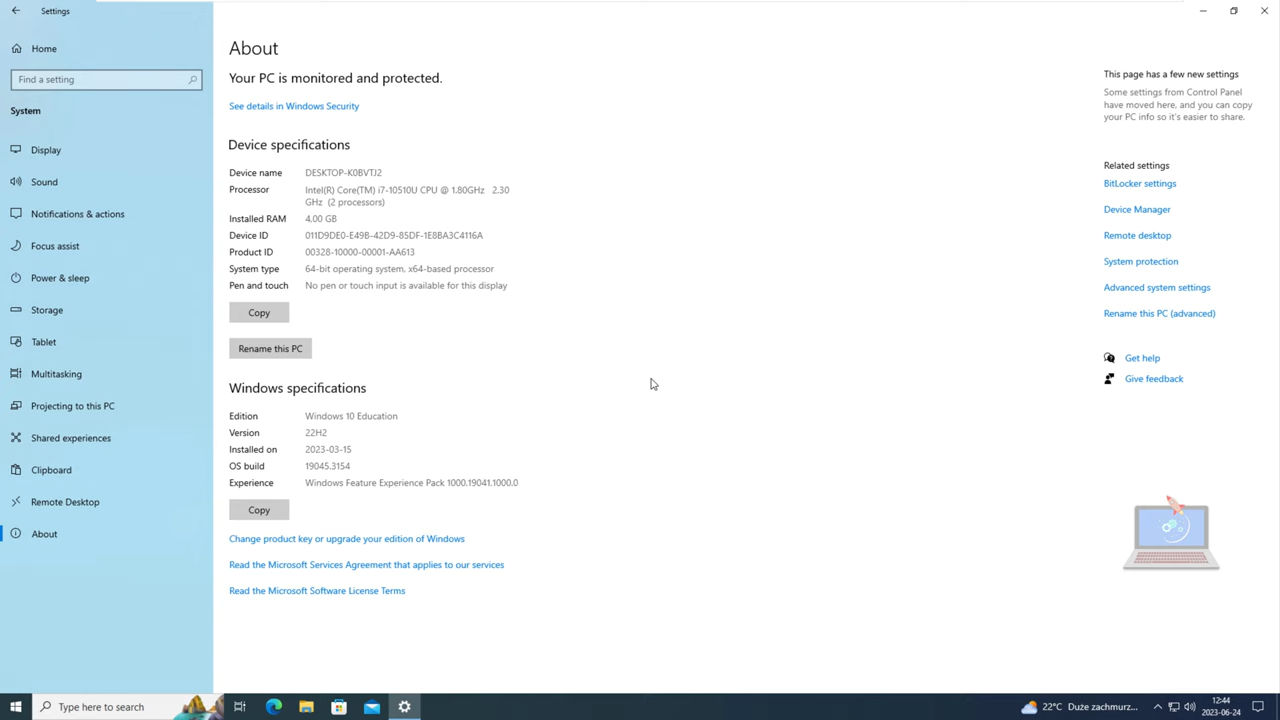 Settings
Home
Find a setting
System
Display
Sound
Notifications & actions
Focus assist
Power & sleep
Storage
Tablet
Multitasking
Projecting to this PC
Shared experiences
Clipboard
Remote Desktop
About
About
Your PC is monitored and protected.
See details in Windows Security
Device specifications
Device name DESKTOP-K0BVTJ2
Processor Intel(R) Core(TM) i7-10510U CPU @ 1.80GHz 2.30
GHz (2 processors)
Installed RAM 4,00 GB
Device ID 011D9DE0-E49B-42D9-85DF-1E8BA3C4116A
Product ID 00328-10000-00001-AA613
System type 64-bit operating system, x64-based processor
Pen and touch No pen or touch input is available for this display
Copy
Rename this PC
Windows specifications
Edition Windows 10 Education
Version 22H2
Installed on 2023-03-15
OS build 19045.3154
Experience Windows Feature Experience Pack 1000.19041.1000.0
Copy
Change product key or upgrade your edition of Windows
Read the Microsoft Services Agreement that applies to our services
Read the Microsoft Software License Terms
This page has a few new settings
Some settings from Control Panel
have moved here, and you can copy
your PC info so it's easier to share.
Related settings
BitLocker settings
Device Manager
Remote desktop
System protection
Advanced system settings
Rename this PC (advanced)
Get help
Give feedback
Type here to search
22°C Duże zachmurz...
12:44
2023-06-24